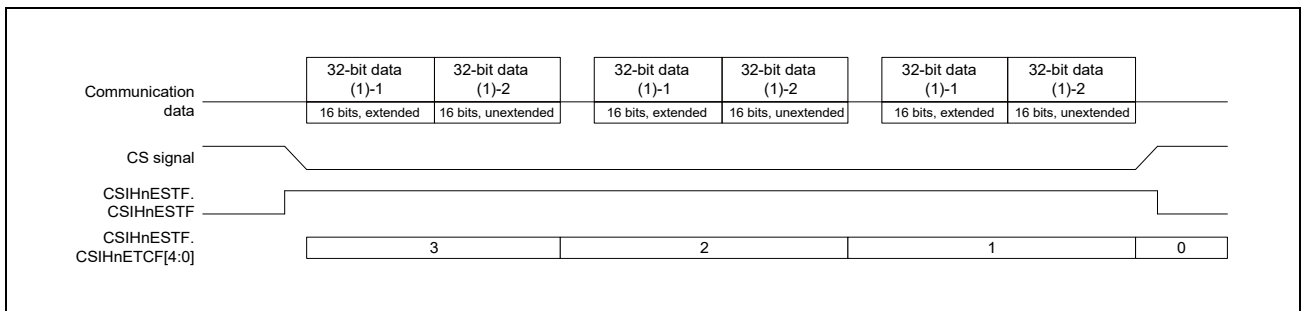 Communication
data
32-bit data
(1)-1
32-bit data
(1)-2
32-bit data
(1)-1
32-bit data
(1)-2
32-bit data
(1)-1
32-bit data
(1)-2
16 bits, extended
16 bits, unextended
16 bits, extended
16 bits, unextended
16 bits, extended
16 bits, unextended
CS signal
CSIHnESTF.
CSIHnESTF
CSIHnESTF.
CSIHnETCF[4:0]
3
2
1
0